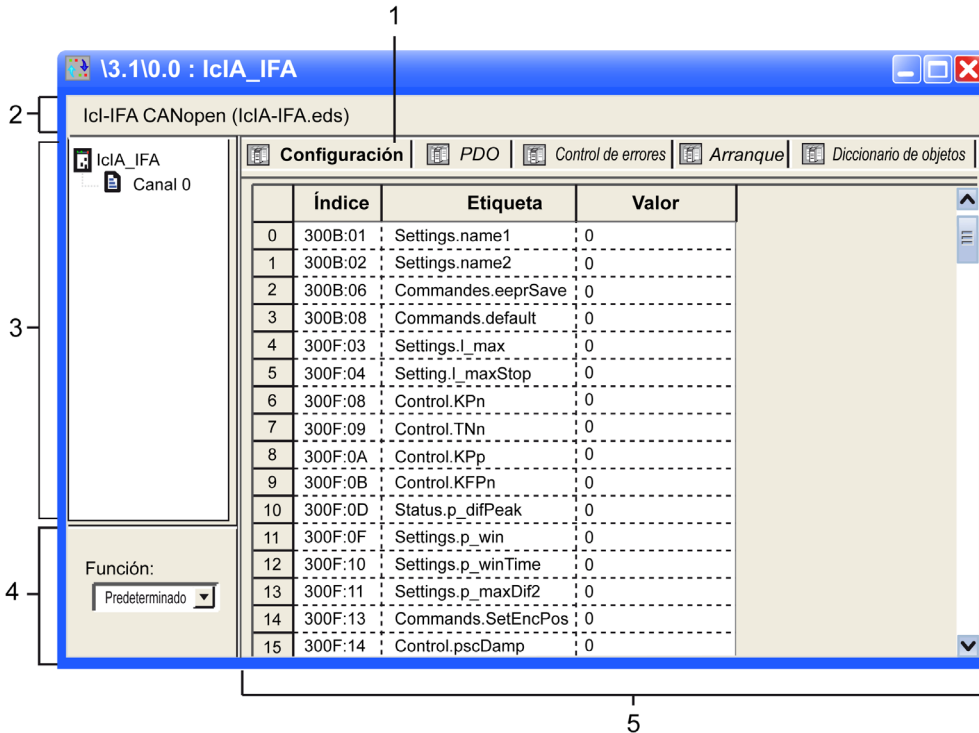 1
\3.1\0.0 : IcIA_IFA
2
Icl-IFA CANopen (IcIA-IFA.eds)
3
IcIA_IFA
Canal 0
Configuración PDO Control de errores Arranque Diccionario de objetos
Índice Etiqueta Valor
0 300B:01 Settings.name1 0
1 300B:02 Settings.name2 0
2 300B:06 Commandes.eeprSave 0
3 300B:08 Commands.default 0
4 300F:03 Settings.I_max 0
5 300F:04 Setting.I_maxStop 0
6 300F:08 Control.KPn 0
7 300F:09 Control.TNn 0
8 300F:0A Control.KPp 0
9 300F:0B Control.KFPn 0
10 300F:0D Status.p_difPeak 0
11 300F:0F Settings.p_win 0
12 300F:10 Settings.p_winTime 0
13 300F:11 Settings.p_maxDif2 0
14 300F:13 Commands.SetEncPos 0
15 300F:14 Control.pscDamp 0
4
Función:
Predeterminado
5